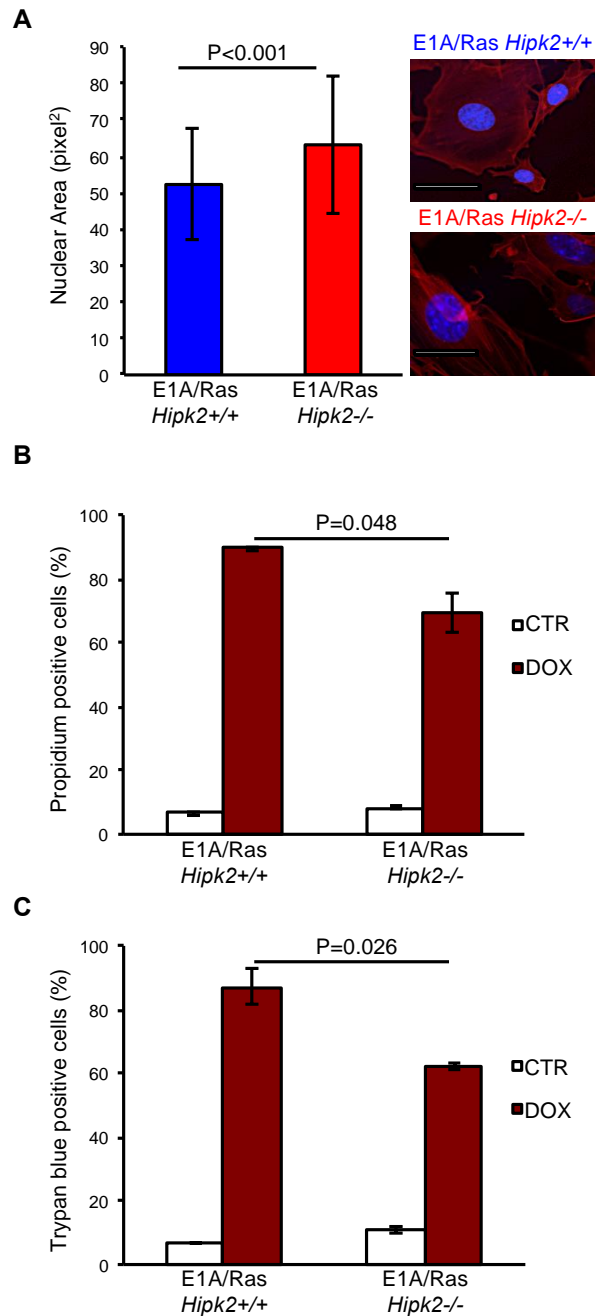 A
E1A/Ras Hipk2+/+
P<0.001
90
80
70
60
50
40
30
20
10
0
Nuclear Area (pixel²)
E1A/Ras
Hipk2+/+
E1A/Ras
Hipk2-/-
E1A/Ras Hipk2-/-
B
P=0.048
100
80
60
40
20
0
Propidium positive cells (%)
CTR
DOX
E1A/Ras
Hipk2+/+
E1A/Ras
Hipk2-/-
C
P=0.026
100
80
60
40
20
0
Trypan blue positive cells (%)
CTR
DOX
E1A/Ras
Hipk2+/+
E1A/Ras
Hipk2-/-